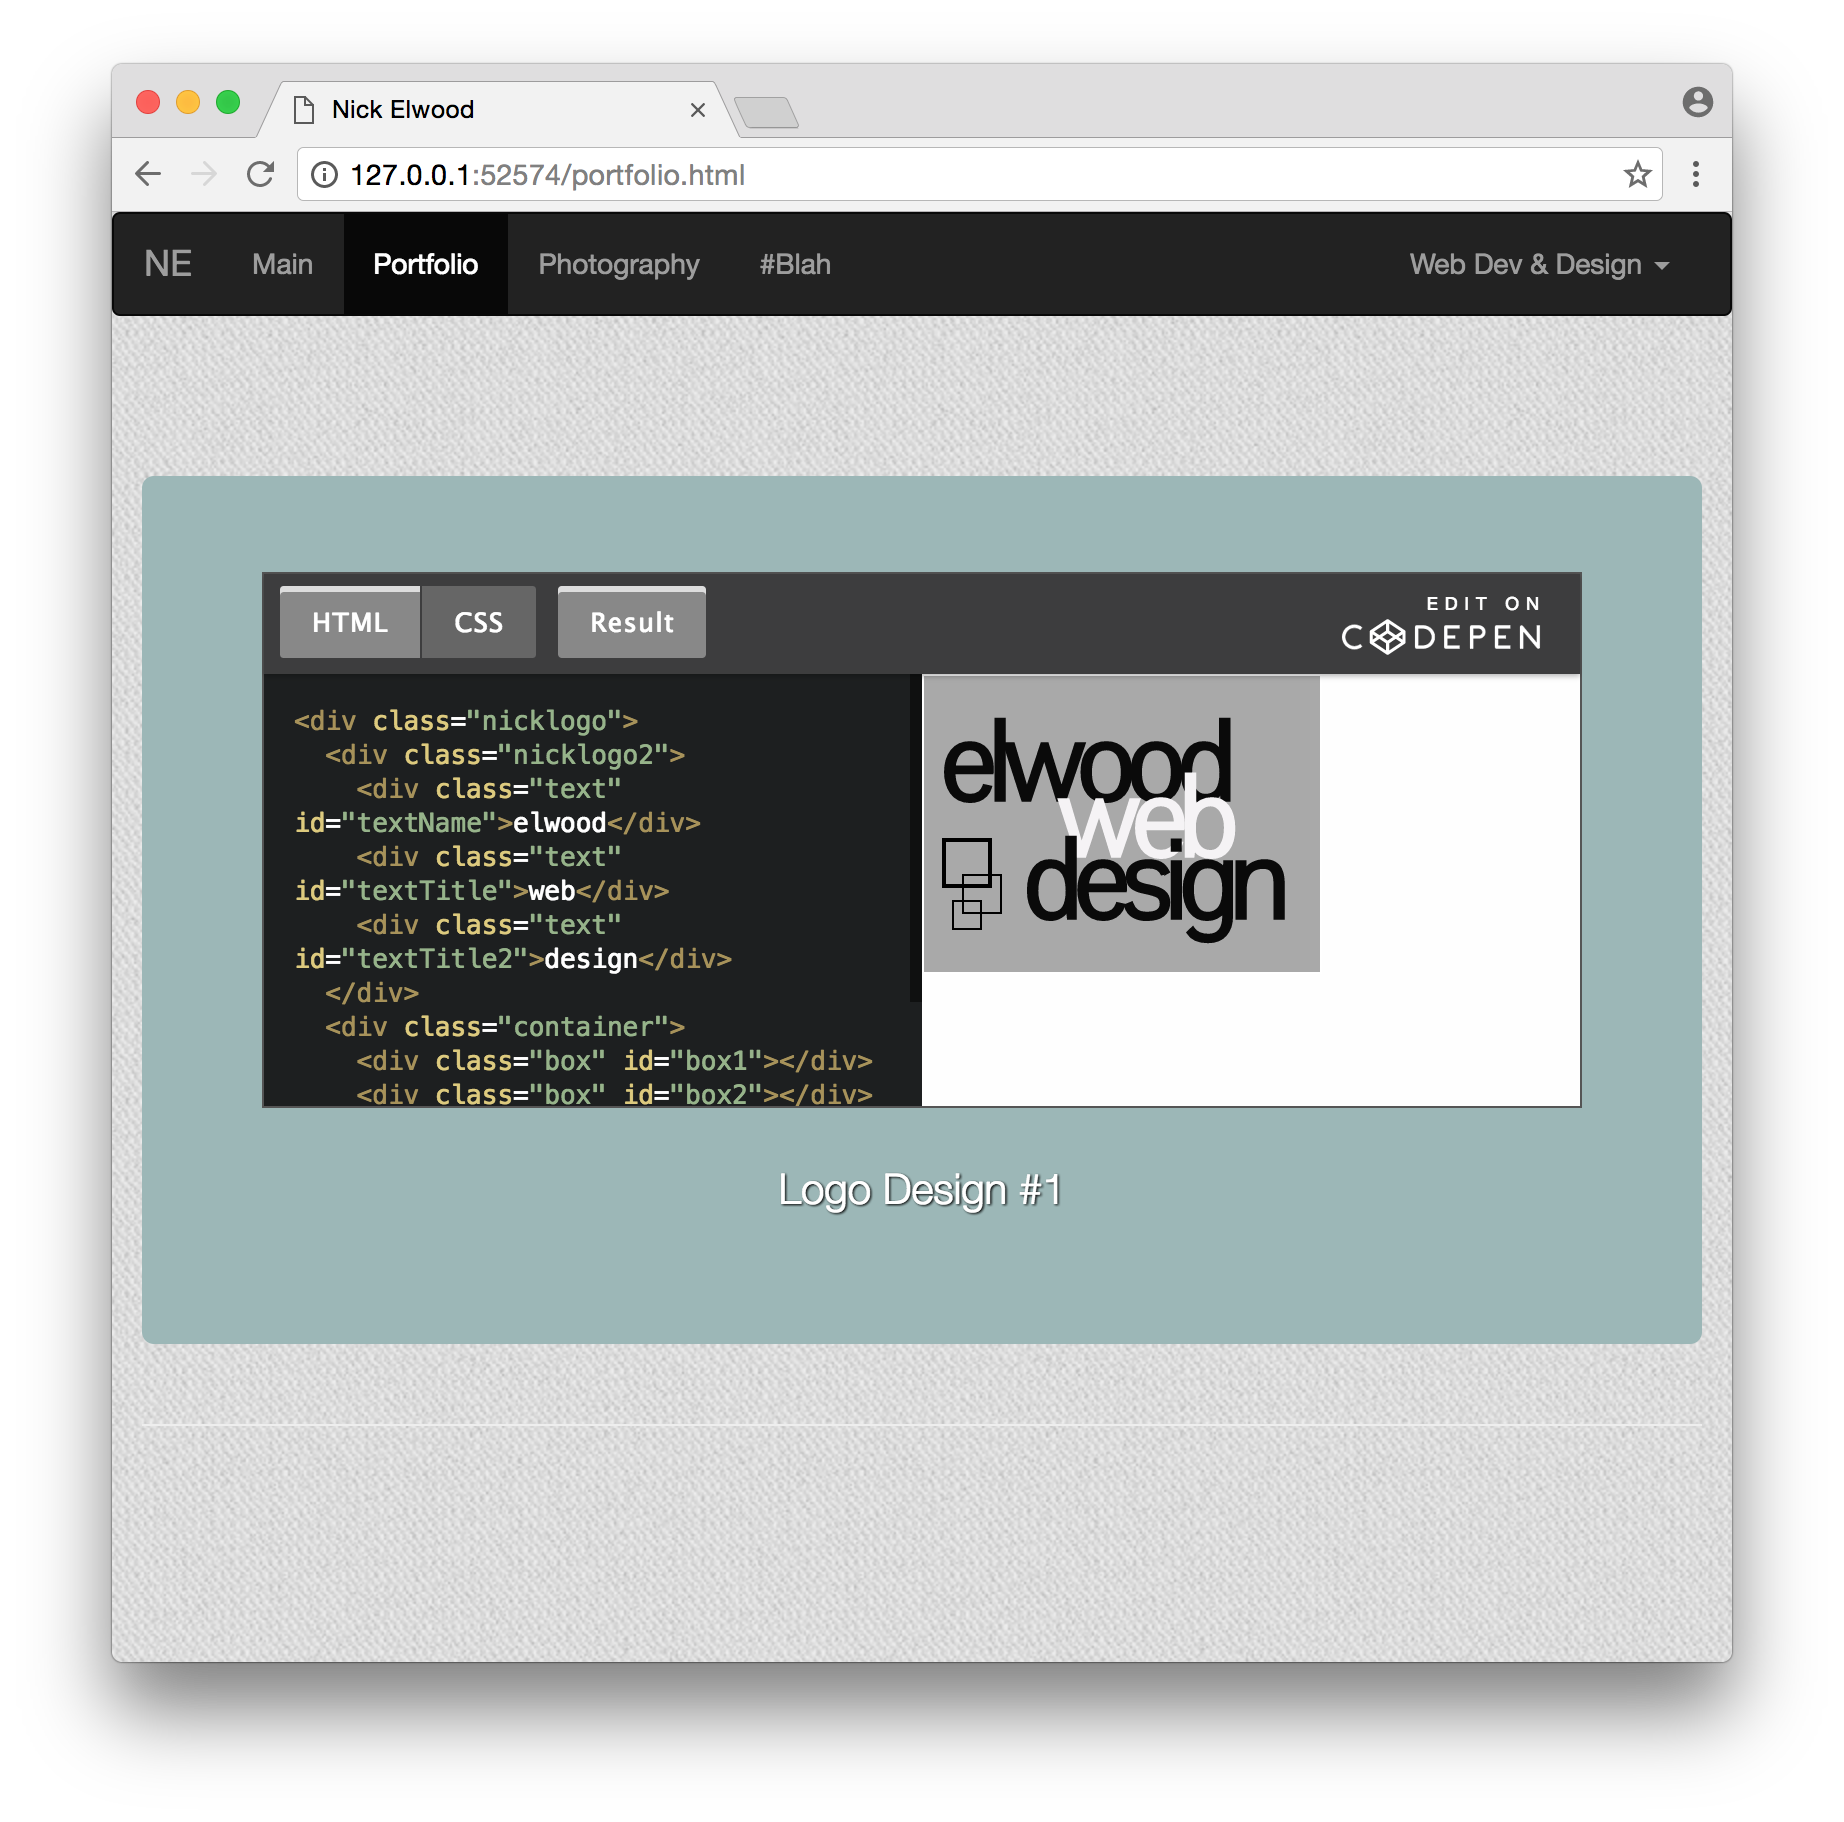 Nick Elwood
127.0.0.1:52574/portfolio.html
NE Main Portfolio Photography #Blah Web Dev & Design
HTML CSS Result
EDIT ON
CODEPEN
<div class="nicklogo">
<div class="nicklogo2">
<div class="text"
id="textName">elwood</div>
<div class="text"
id="textTitle">web</div>
<div class="text"
id="textTitle2">design</div>
</div>
<div class="container">
<div class="box" id="box1"></div>
<div class="box" id="box2"></div>
elwood
web
design
Logo Design #1